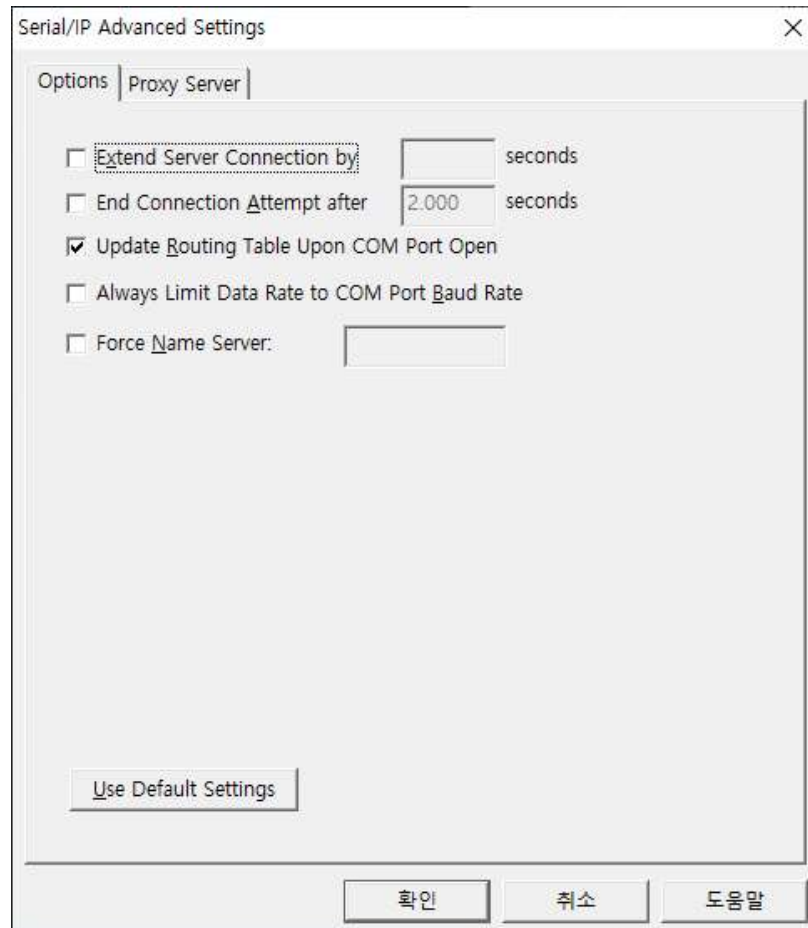 Serial/IP Advanced Settings
Options Proxy Server
Extend Server Connection by seconds
End Connection Attempt after 2.000 seconds
Update Routing Table Upon COM Port Open
Always Limit Data Rate to COM Port Baud Rate
Force Name Server:
Use Default Settings
확인 취소 도움말